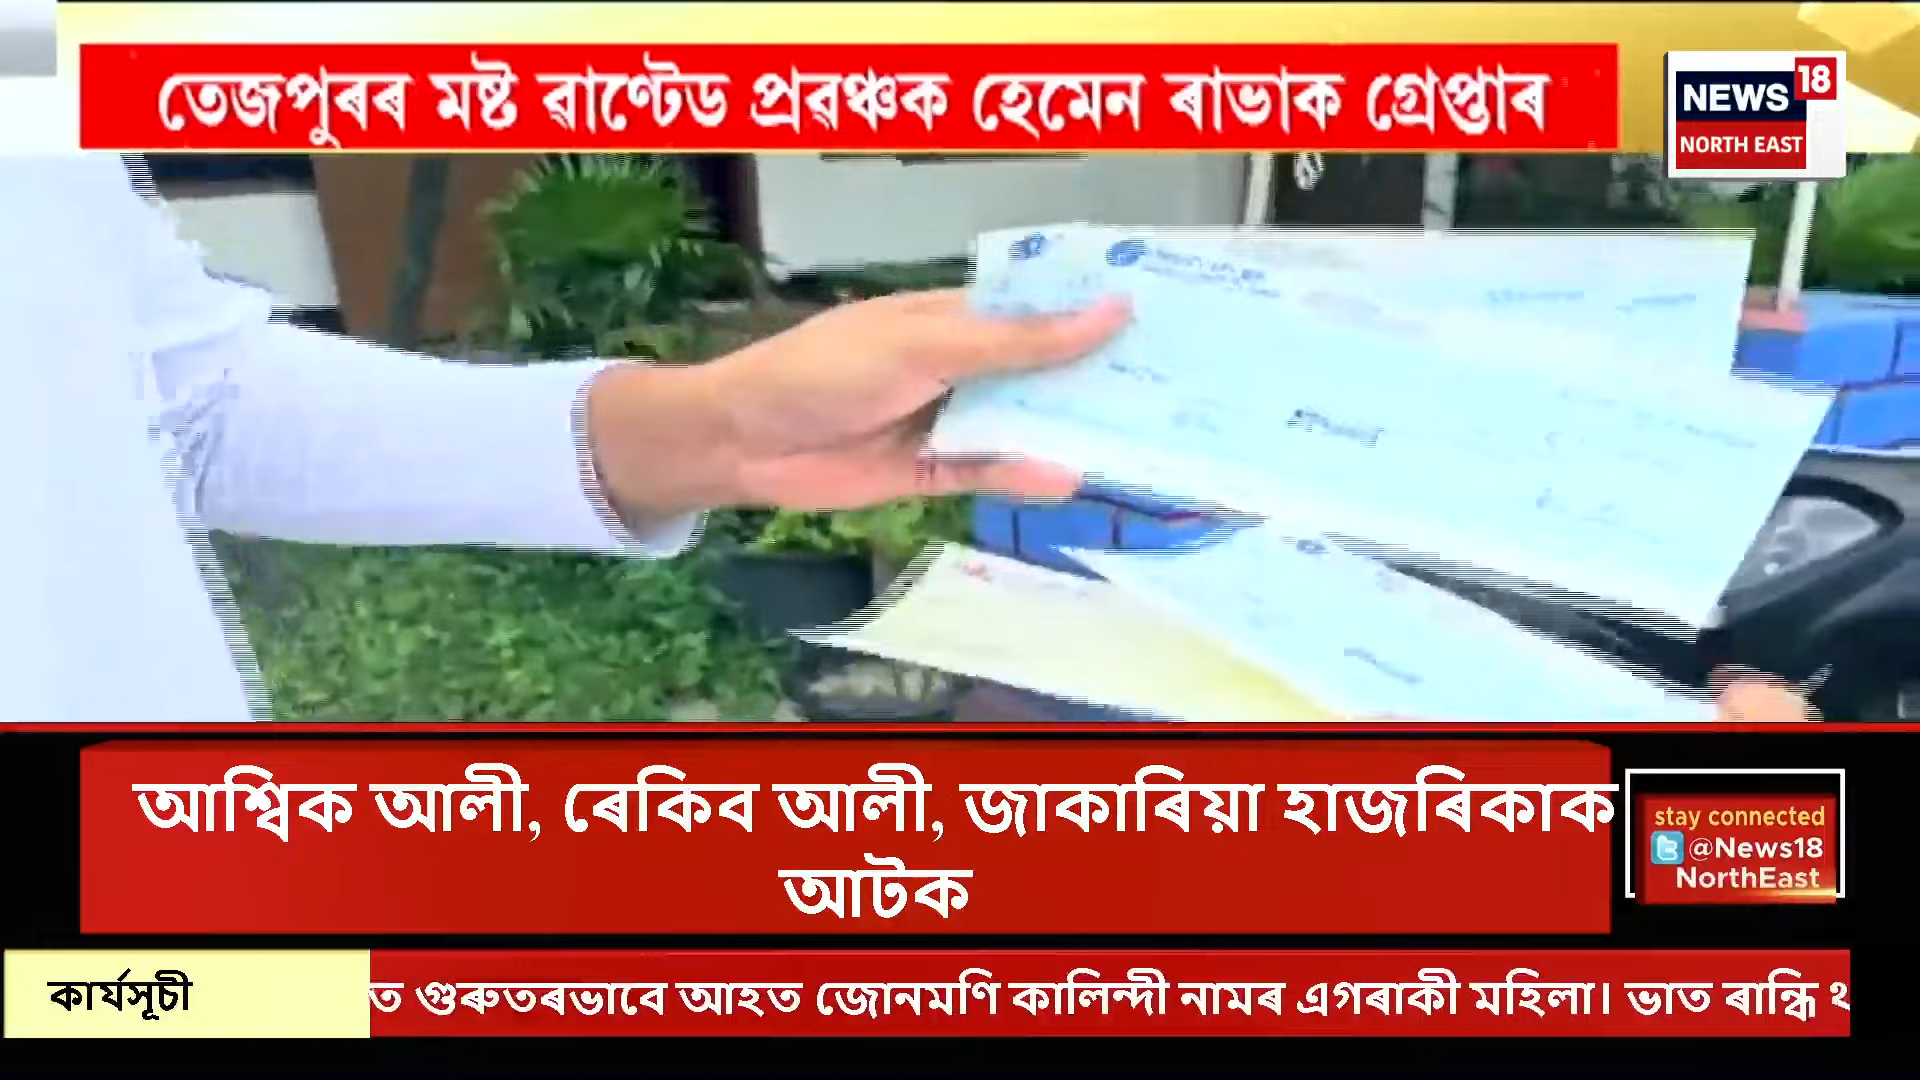 তেজপুৰৰ মষ্ট ৱাণ্টেড প্ৰৱঞ্চক হেমেন ৰাভাক গ্ৰেপ্তাৰ
NEWS 18
NORTH EAST
আশ্বিক আলী, ৰেকিব আলী, জাকাৰিয়া হাজৰিকাক
আটক
stay connected
@News18
NorthEast
কাৰ্যসূচী
ত গুৰুতৰভাবে আহত জোনমণি কালিন্দী নামৰ এগৰাকী মহিলা। ভাত ৰান্ধি থ